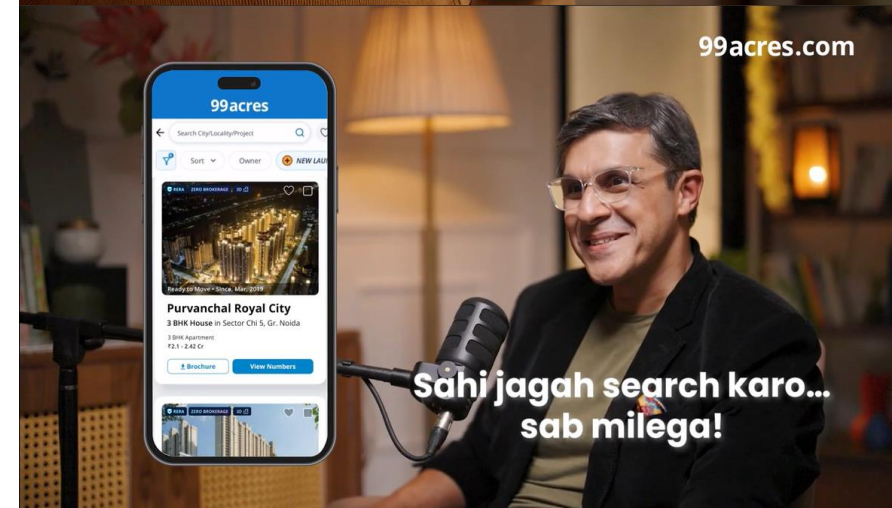 99acres.com
99acres
Search City/Locality/Project
Sort
Owner
NEW LAU
RERA ZERO BROKERAGE 3D
Ready to Move • Since, Mar, 2019
Purvanchal Royal City
3 BHK House in Sector Chi 5, Gr. Noida
3 BHK Apartment
₹2.1 - 2.42 Cr
Brochure
View Numbers
RERA ZERO BROKERAGE 3D
Sahi jagah search karo...
sab milega!